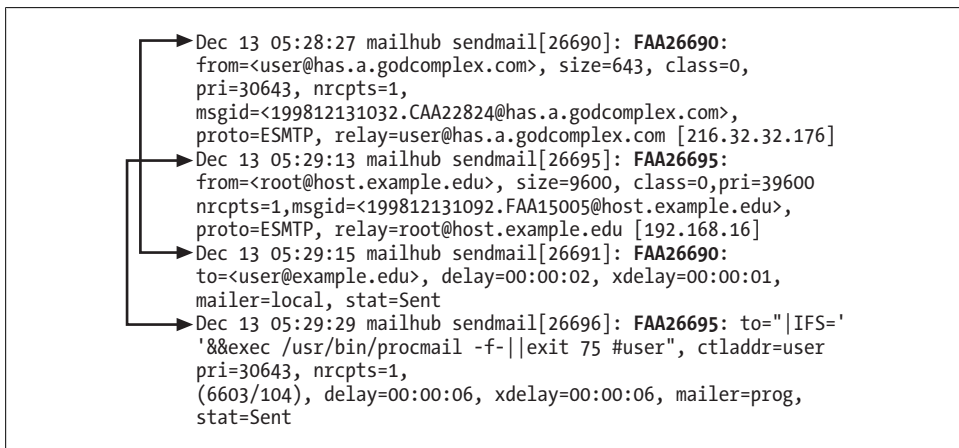 Dec 13 05:28:27 mailhub sendmail[26690]: FAA26690:
from=<user@has.a.godcomplex.com>, size=643, class=0,
pri=30643, nrcpts=1,
msgid=<199812131032.CAA22824@has.a.godcomplex.com>,
proto=ESMTP, relay=user@has.a.godcomplex.com [216.32.32.176]
Dec 13 05:29:13 mailhub sendmail[26695]: FAA26695:
from=<root@host.example.edu>, size=9600, class=0,pri=39600
nrcpts=1,msgid=<199812131092.FAA15005@host.example.edu>,
proto=ESMTP, relay=root@host.example.edu [192.168.16]
Dec 13 05:29:15 mailhub sendmail[26691]: FAA26690:
to=<user@example.edu>, delay=00:00:02, xdelay=00:00:01,
mailer=local, stat=Sent
Dec 13 05:29:29 mailhub sendmail[26696]: FAA26695: to="|IFS='
'&&exec /usr/bin/procmail -f-||exit 75 #user", ctladdr=user
pri=30643, nrcpts=1,
(6603/104), delay=00:00:06, xdelay=00:00:06, mailer=prog,
stat=Sent